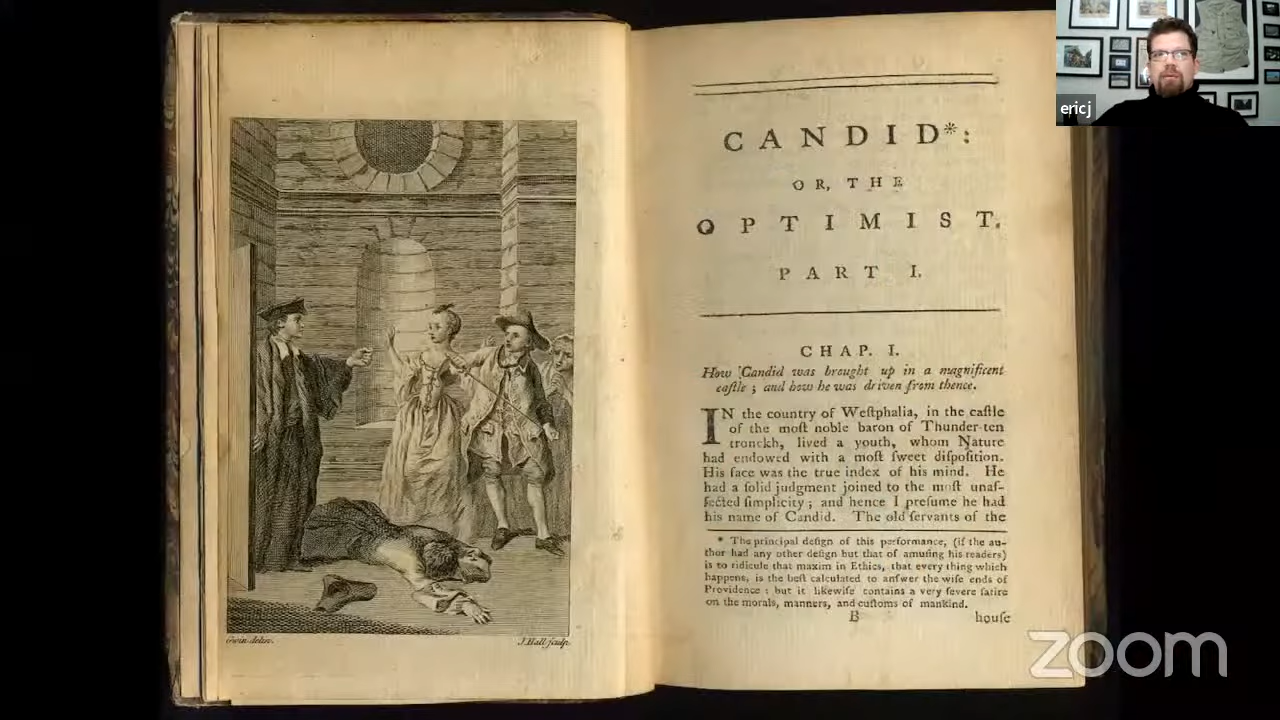 Gwin delin.
J. Hall sculp.
CANDID*:
OR, THE
OPTIMIST.
PART I.
CHAP. I.
How Candid was brought up in a magnificent
caſtle; and how he was driven from thence.
IN the country of Weſtphalia, in the caſtle
of the moſt noble baron of Thunder-ten
tronckh, lived a youth, whom Nature
had endowed with a moſt ſweet diſpoſition.
His face was the true index of his mind. He
had a ſolid judgment joined to the moſt unaf-
fected ſimplicity; and hence I preſume he had
his name of Candid. The old ſervants of the
* The principal deſign of this performance, (if the au-
thor had any other deſign but that of amuſing his readers)
is to ridicule that maxim in Ethics, that every thing which
happens, is the beſt calculated to anſwer the wiſe ends of
Providence: but it likewiſe contains a very ſevere ſatire
on the morals, manners, and cuſtoms of mankind.
B
houſe
ericj
zoom